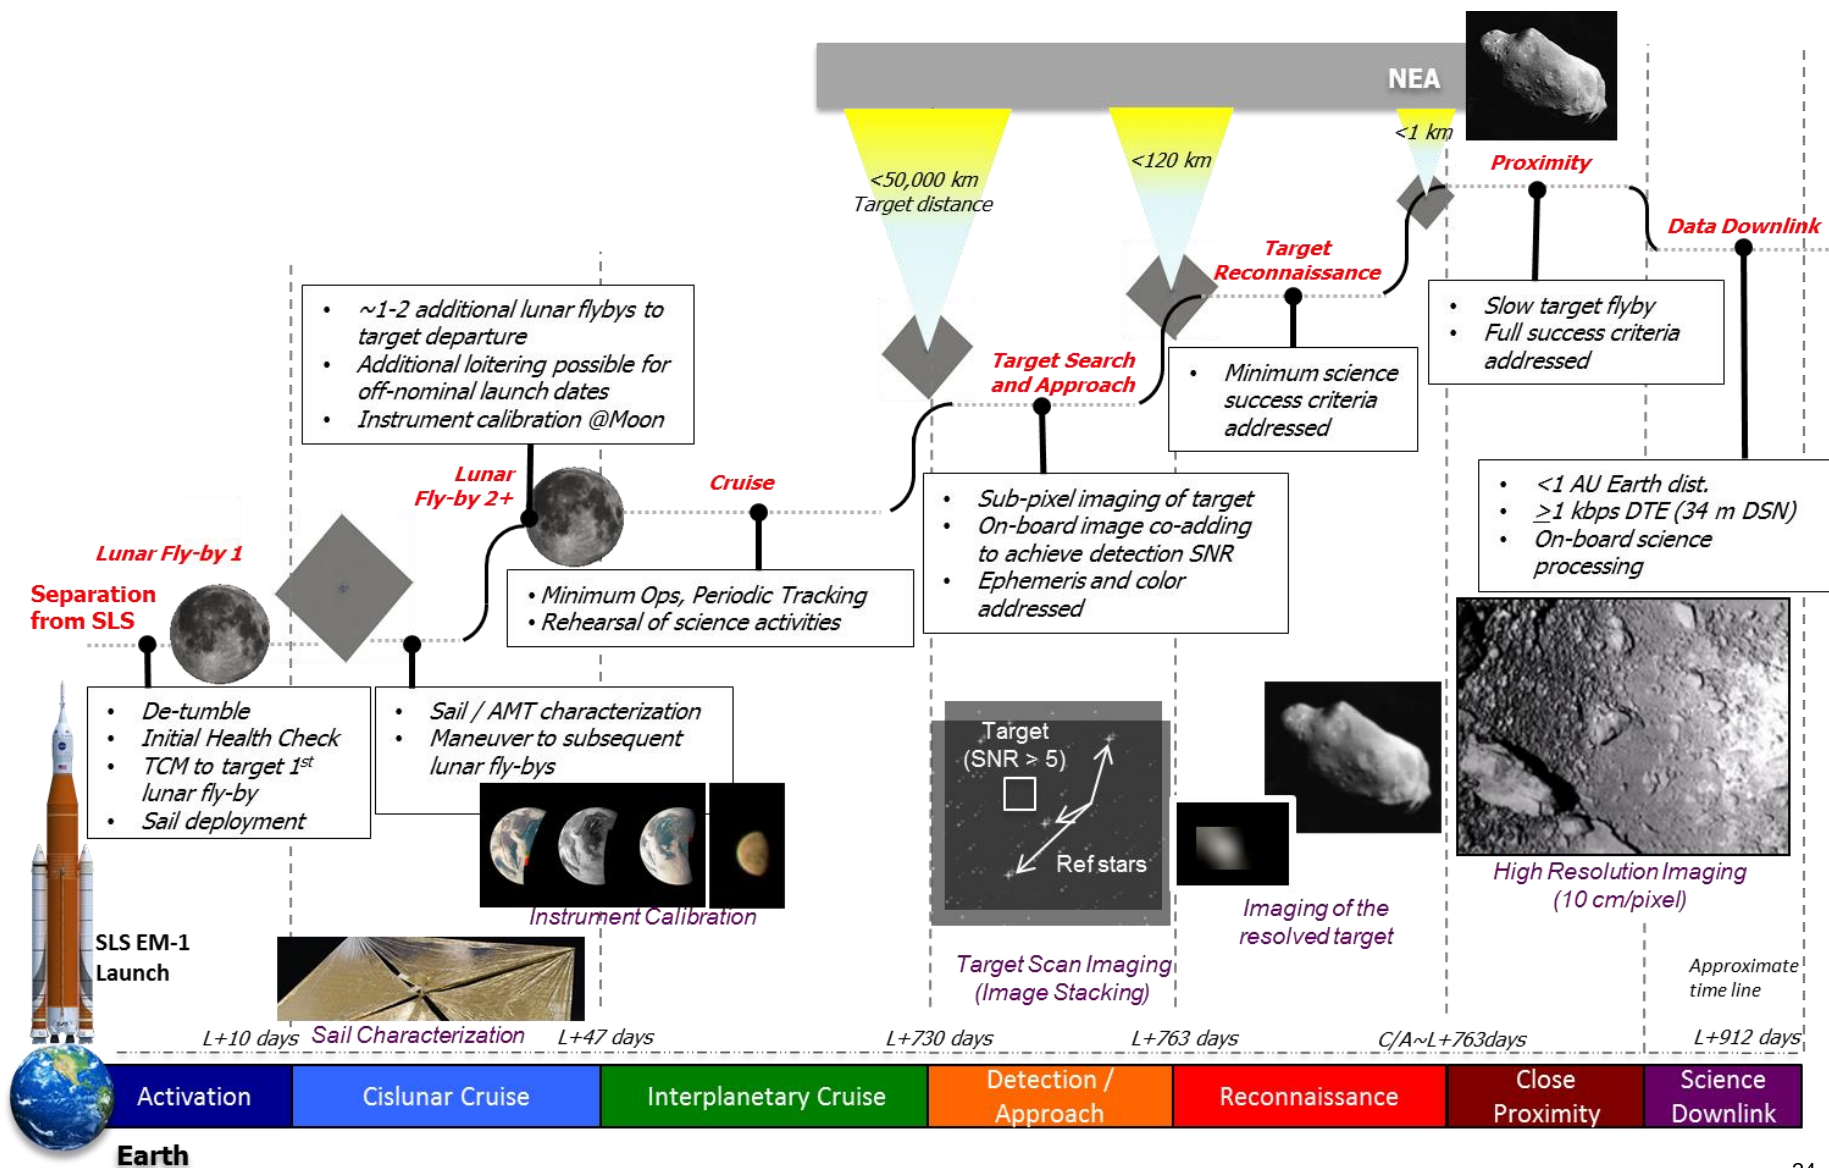 NEA
<50,000 km
Target distance
<120 km
<1 km
Proximity
Data Downlink
Target
Reconnaissance
• ~1-2 additional lunar flybys to
target departure
• Additional loitering possible for
off-nominal launch dates
• Instrument calibration @Moon
• Slow target flyby
• Full success criteria
addressed
Target Search
and Approach
• Minimum science
success criteria
addressed
Lunar
Fly-by 2+
Cruise
• Sub-pixel imaging of target
• On-board image co-adding
to achieve detection SNR
• Ephemeris and color
addressed
• <1 AU Earth dist.
• >1 kbps DTE (34 m DSN)
• On-board science
processing
Lunar Fly-by 1
Separation
from SLS
• Minimum Ops, Periodic Tracking
• Rehearsal of science activities
• De-tumble
• Initial Health Check
• TCM to target 1st
lunar fly-by
• Sail deployment
• Sail / AMT characterization
• Maneuver to subsequent
lunar fly-bys
Target
(SNR > 5)
Ref stars
Instrument Calibration
High Resolution Imaging
(10 cm/pixel)
Imaging of the
resolved target
SLS EM-1
Launch
Target Scan Imaging
(Image Stacking)
Approximate
time line
Sail Characterization
L+10 days
L+47 days
L+730 days
L+763 days
C/A~L+763days
L+912 days
Activation
Cislunar Cruise
Interplanetary Cruise
Detection /
Approach
Reconnaissance
Close
Proximity
Science
Downlink
Earth